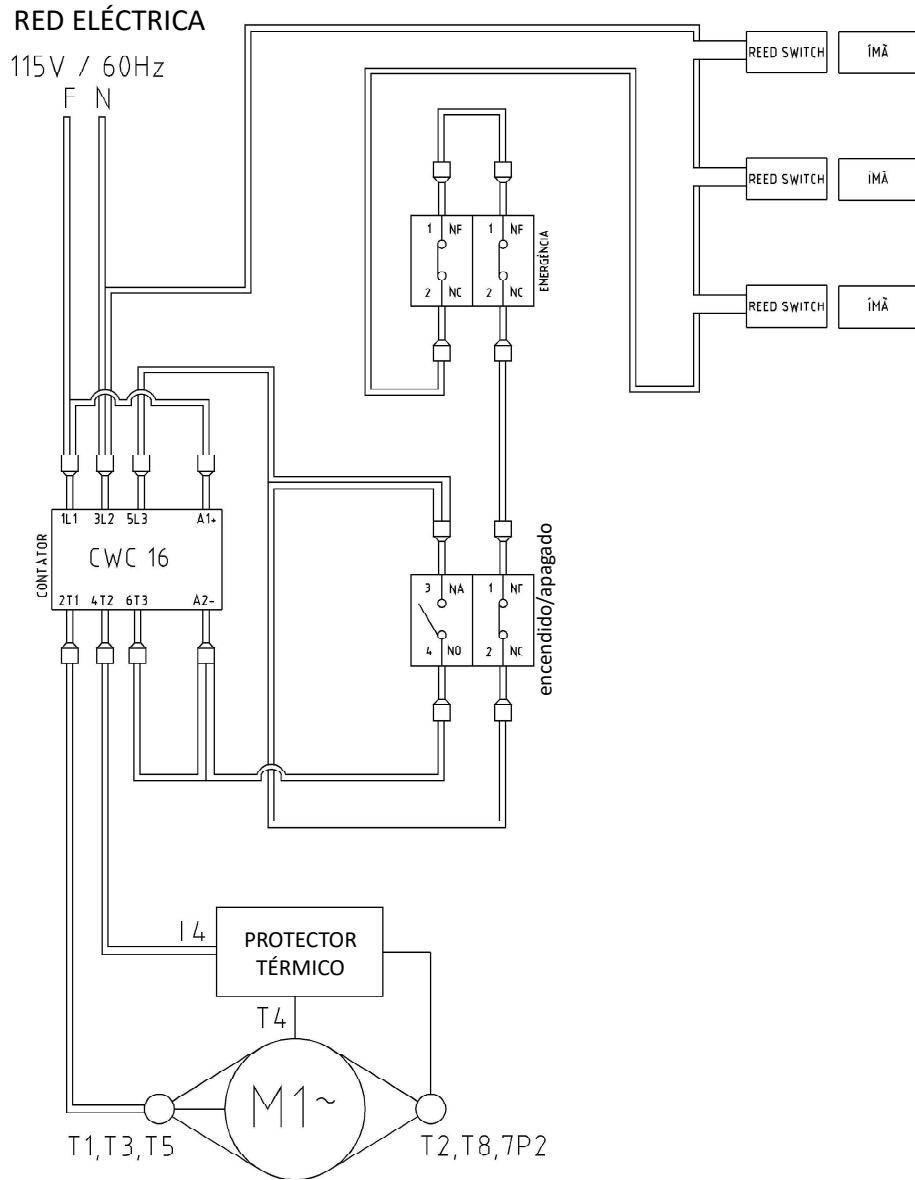 RED ELÉCTRICA
115V / 60Hz
F N
REED SWITCH ÍMÃ
REED SWITCH ÍMÃ
REED SWITCH ÍMÃ
1 NF 1 NF
2 NC 2 NC
EMERGÊNCIA
1L1 3L2 5L3 A1+
CONTATOR
CWC 16
2T1 4T2 6T3 A2-
3 NA 1 NF
4 NO 2 NC
encendido/apagado
I4
PROTECTOR
TÉRMICO
T4
M1~
T1,T3,T5
T2,T8,7P2